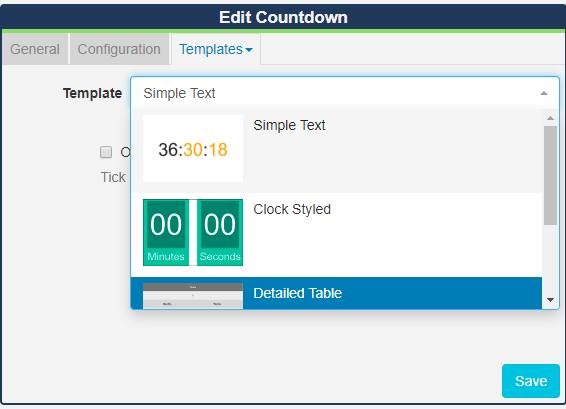 Edit Countdown
General Configuration Templates
Template Simple Text
36:30:18 Simple Text
Tick
00 00 Clock Styled
Minutes Seconds
Detailed Table
Save